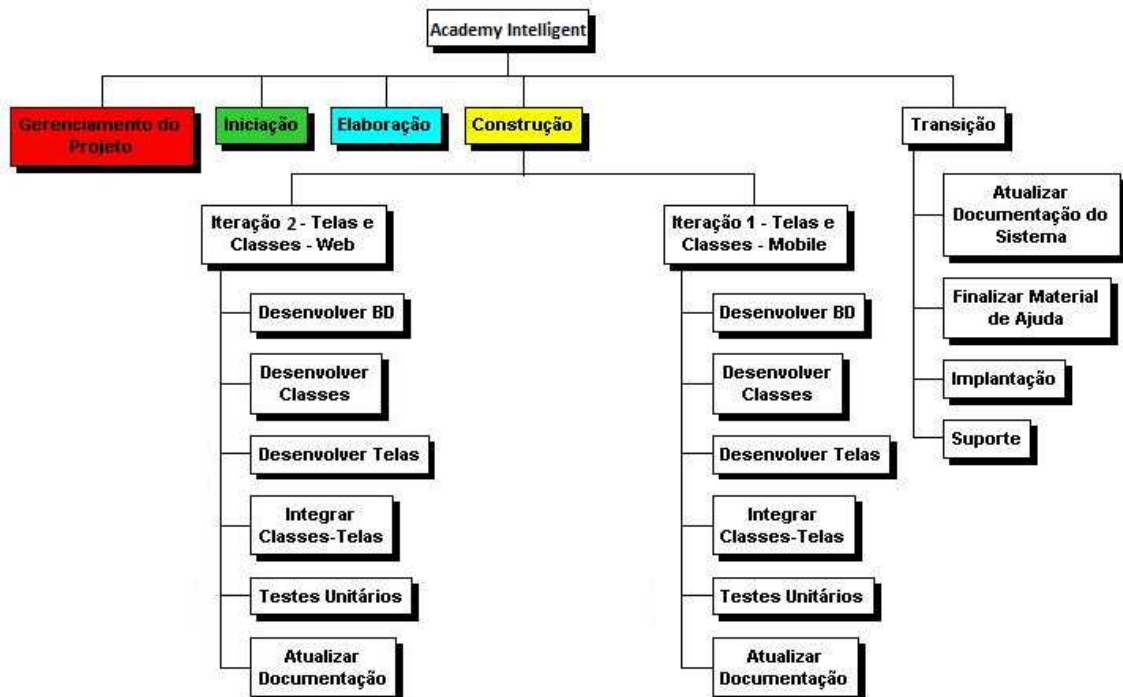 Academy Intelligent
Gerenciamento do
Projeto
Iniciação
Elaboração
Construção
Transição
Iteração 2 - Telas e
Classes - Web
Desenvolver BD
Desenvolver
Classes
Desenvolver Telas
Integrar
Classes-Telas
Testes Unitários
Atualizar
Documentação
Iteração 1 - Telas e
Classes - Mobile
Desenvolver BD
Desenvolver
Classes
Desenvolver Telas
Integrar
Classes-Telas
Testes Unitários
Atualizar
Documentação
Atualizar
Documentação do
Sistema
Finalizar Material
de Ajuda
Implantação
Suporte